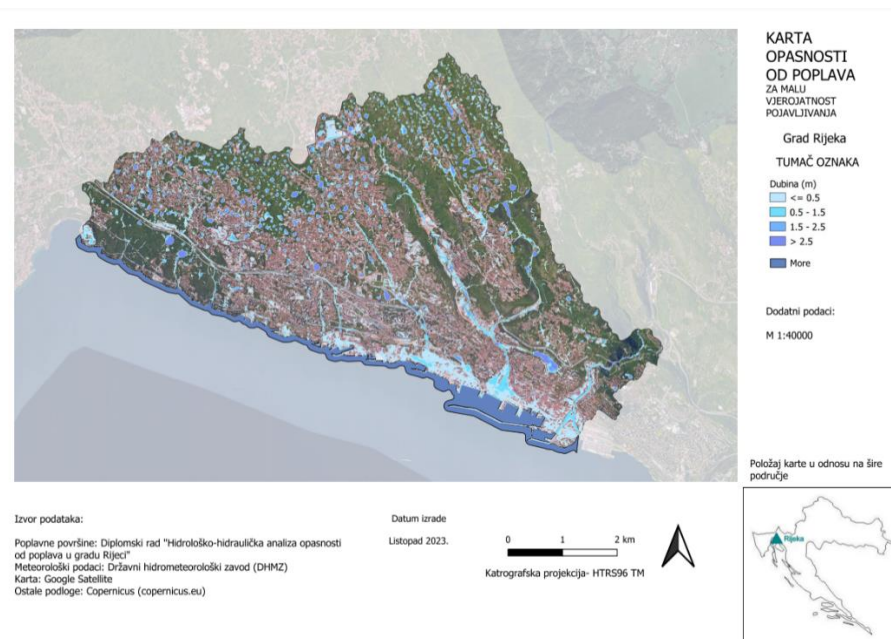 KARTA
OPASNOSTI
OD POPLAVA
ZA MALU
VJEROJATNOST
POJAVLJIVANJA
Grad Rijeka
TUMAČ OZNAKA
Dubina (m)
<= 0.5
0.5 - 1.5
1.5 - 2.5
> 2.5
More
Dodatni podaci:
M 1:40000
Položaj karte u odnosu na šire
područje
Rijeka
Izvor podataka:
Poplavne površine: Diplomski rad "Hidrološko-hidraulička analiza opasnosti
od poplava u gradu Rijeci"
Meteorološki podaci: Državni hidrometeorološki zavod (DHMZ)
Karta: Google Satellite
Ostale podloge: Copernicus (copernicus.eu)
Datum izrade
Listopad 2023.
0 1 2 km
Katrografska projekcija- HTRS96 TM